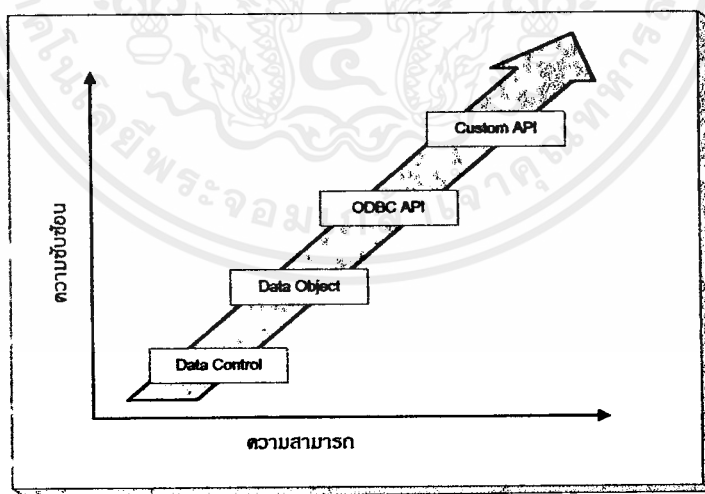 Custom API
ODBC API
Data Object
Data Control
ความซับซ้อน
ความสามารถ